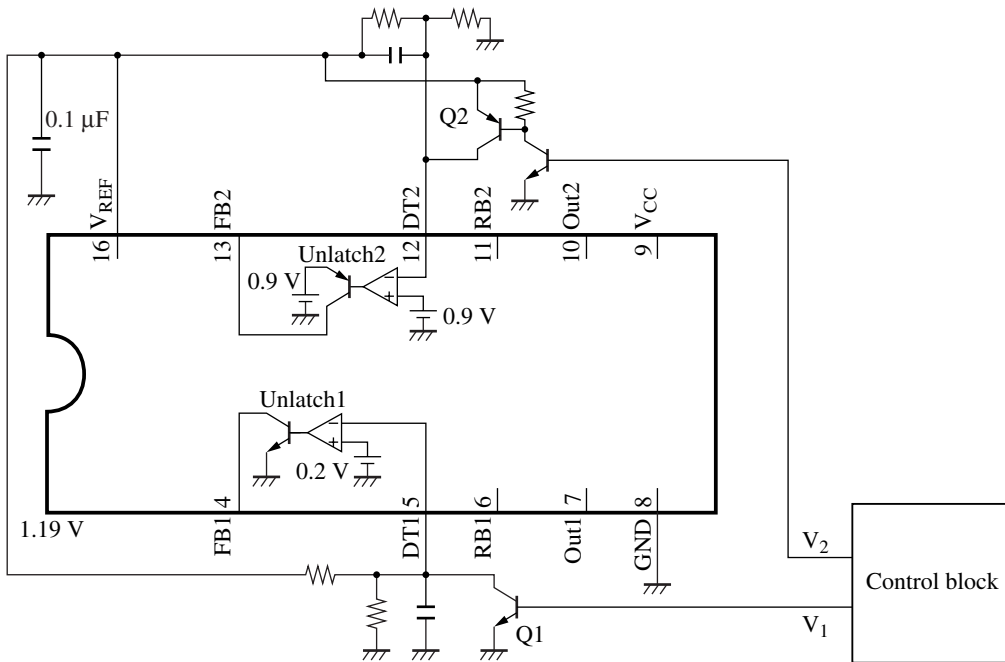 0.1 μF
Q2
16 V_REF
13 FB2
12 DT2
11 RB2
10 Out2
9 V_CC
Unlatch2
0.9 V
0.9 V
Unlatch1
0.2 V
1.19 V
FB1 4
DT1 5
RB1 6
Out1 7
GND 8
Q1
V_2
V_1
Control block